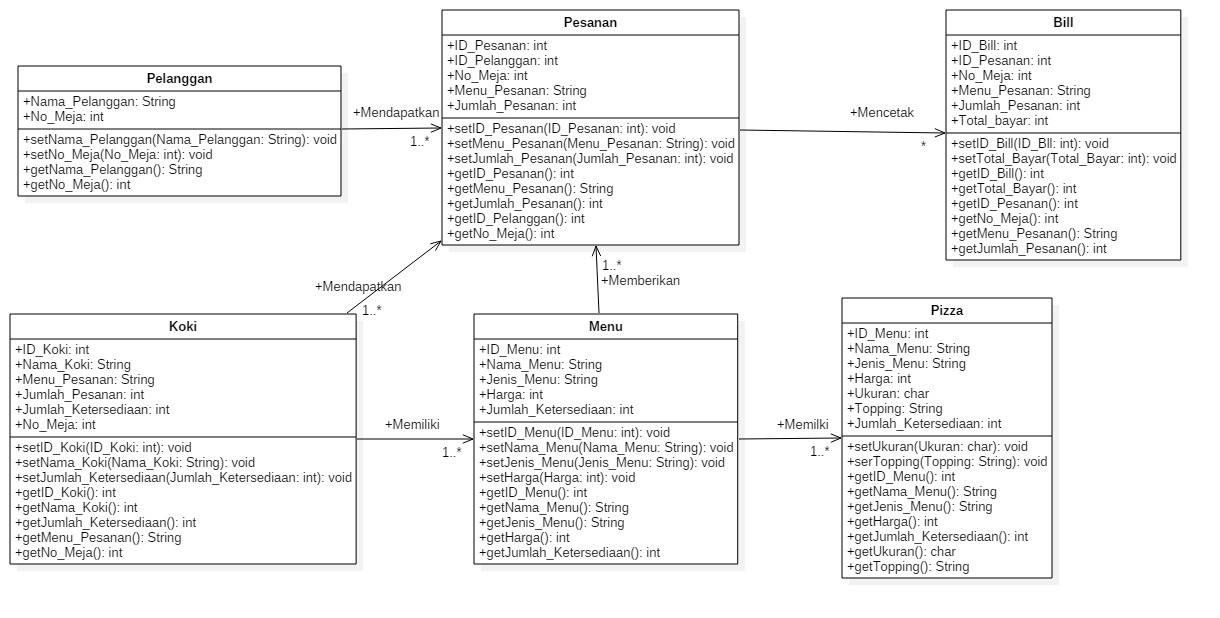 Pelanggan
+Nama_Pelanggan: String
+No_Meja: int
+setNama_Pelanggan(Nama_Pelanggan: String): void
+setNo_Meja(No_Meja: int): void
+getNama_Pelanggan(): String
+getNo_Meja(): int
+Mendapatkan
1..*
Pesanan
+ID_Pesanan: int
+ID_Pelanggan: int
+No_Meja: int
+Menu_Pesanan: String
+Jumlah_Pesanan: int
+setID_Pesanan(ID_Pesanan: int): void
+setMenu_Pesanan(Menu_Pesanan: String): void
+setJumlah_Pesanan(Jumlah_Pesanan: int): void
+getID_Pesanan(): int
+getMenu_Pesanan(): String
+getJumlah_Pesanan(): int
+getID_Pelanggan(): int
+getNo_Meja(): int
+Mencetak
*
Bill
+ID_Bill: int
+ID_Pesanan: int
+No_Meja: int
+Menu_Pesanan: String
+Jumlah_Pesanan: int
+Total_bayar: int
+setID_Bill(ID_Bll: int): void
+setTotal_Bayar(Total_Bayar: int): void
+getID_Bill(): int
+getTotal_Bayar(): int
+getID_Pesanan(): int
+getNo_Meja(): int
+getMenu_Pesanan(): String
+getJumlah_Pesanan(): int
+Mendapatkan
1..*
1..*
+Memberikan
Koki
+ID_Koki: int
+Nama_Koki: String
+Menu_Pesanan: String
+Jumlah_Pesanan: int
+Jumlah_Ketersediaan: int
+No_Meja: int
+setID_Koki(ID_Koki: int): void
+setNama_Koki(Nama_Koki: String): void
+setJumlah_Ketersediaan(Jumlah_Ketersediaan: int): void
+getID_Koki(): int
+getNama_Koki(): int
+getJumlah_Ketersediaan(): int
+getMenu_Pesanan(): String
+getNo_Meja(): int
+Memiliki
1..*
Menu
+ID_Menu: int
+Nama_Menu: String
+Jenis_Menu: String
+Harga: int
+Jumlah_Ketersediaan: int
+setID_Menu(ID_Menu: int): void
+setNama_Menu(Nama_Menu: String): void
+setJenis_Menu(Jenis_Menu: String): void
+setHarga(Harga: int): void
+getID_Menu(): int
+getNama_Menu(): String
+getJenis_Menu(): String
+getHarga(): int
+getJumlah_Ketersediaan(): int
+Memilki
1..*
Pizza
+ID_Menu: int
+Nama_Menu: String
+Jenis_Menu: String
+Harga: int
+Ukuran: char
+Topping: String
+Jumlah_Ketersediaan: int
+setUkuran(Ukuran: char): void
+serTopping(Topping: String): void
+getID_Menu(): int
+getNama_Menu(): String
+getJenis_Menu(): String
+getHarga(): int
+getJumlah_Ketersediaan(): int
+getUkuran(): char
+getTopping(): String